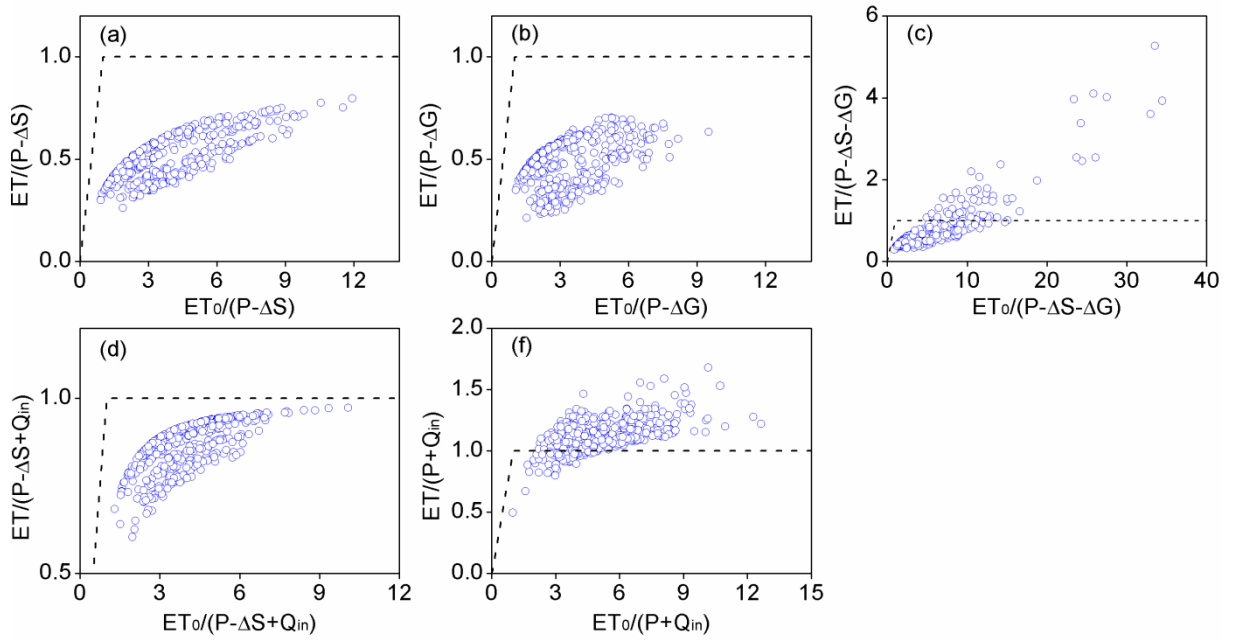 (a)
1.0
0.5
0.0
0
3
6
9
12
ET/(P-ΔS)
ET₀/(P-ΔS)
(b)
1.0
0.5
0.0
0
3
6
9
12
ET/(P-ΔG)
ET₀/(P-ΔG)
(c)
6
4
2
0
0
10
20
30
40
ET/(P-ΔS-ΔG)
ET₀/(P-ΔS-ΔG)
(d)
1.0
0.5
0
3
6
9
12
ET/(P-ΔS+Qin)
ET₀/(P-ΔS+Qin)
(f)
2.0
1.5
1.0
0.5
0.0
0
3
6
9
12
15
ET/(P+Qin)
ET₀/(P+Qin)